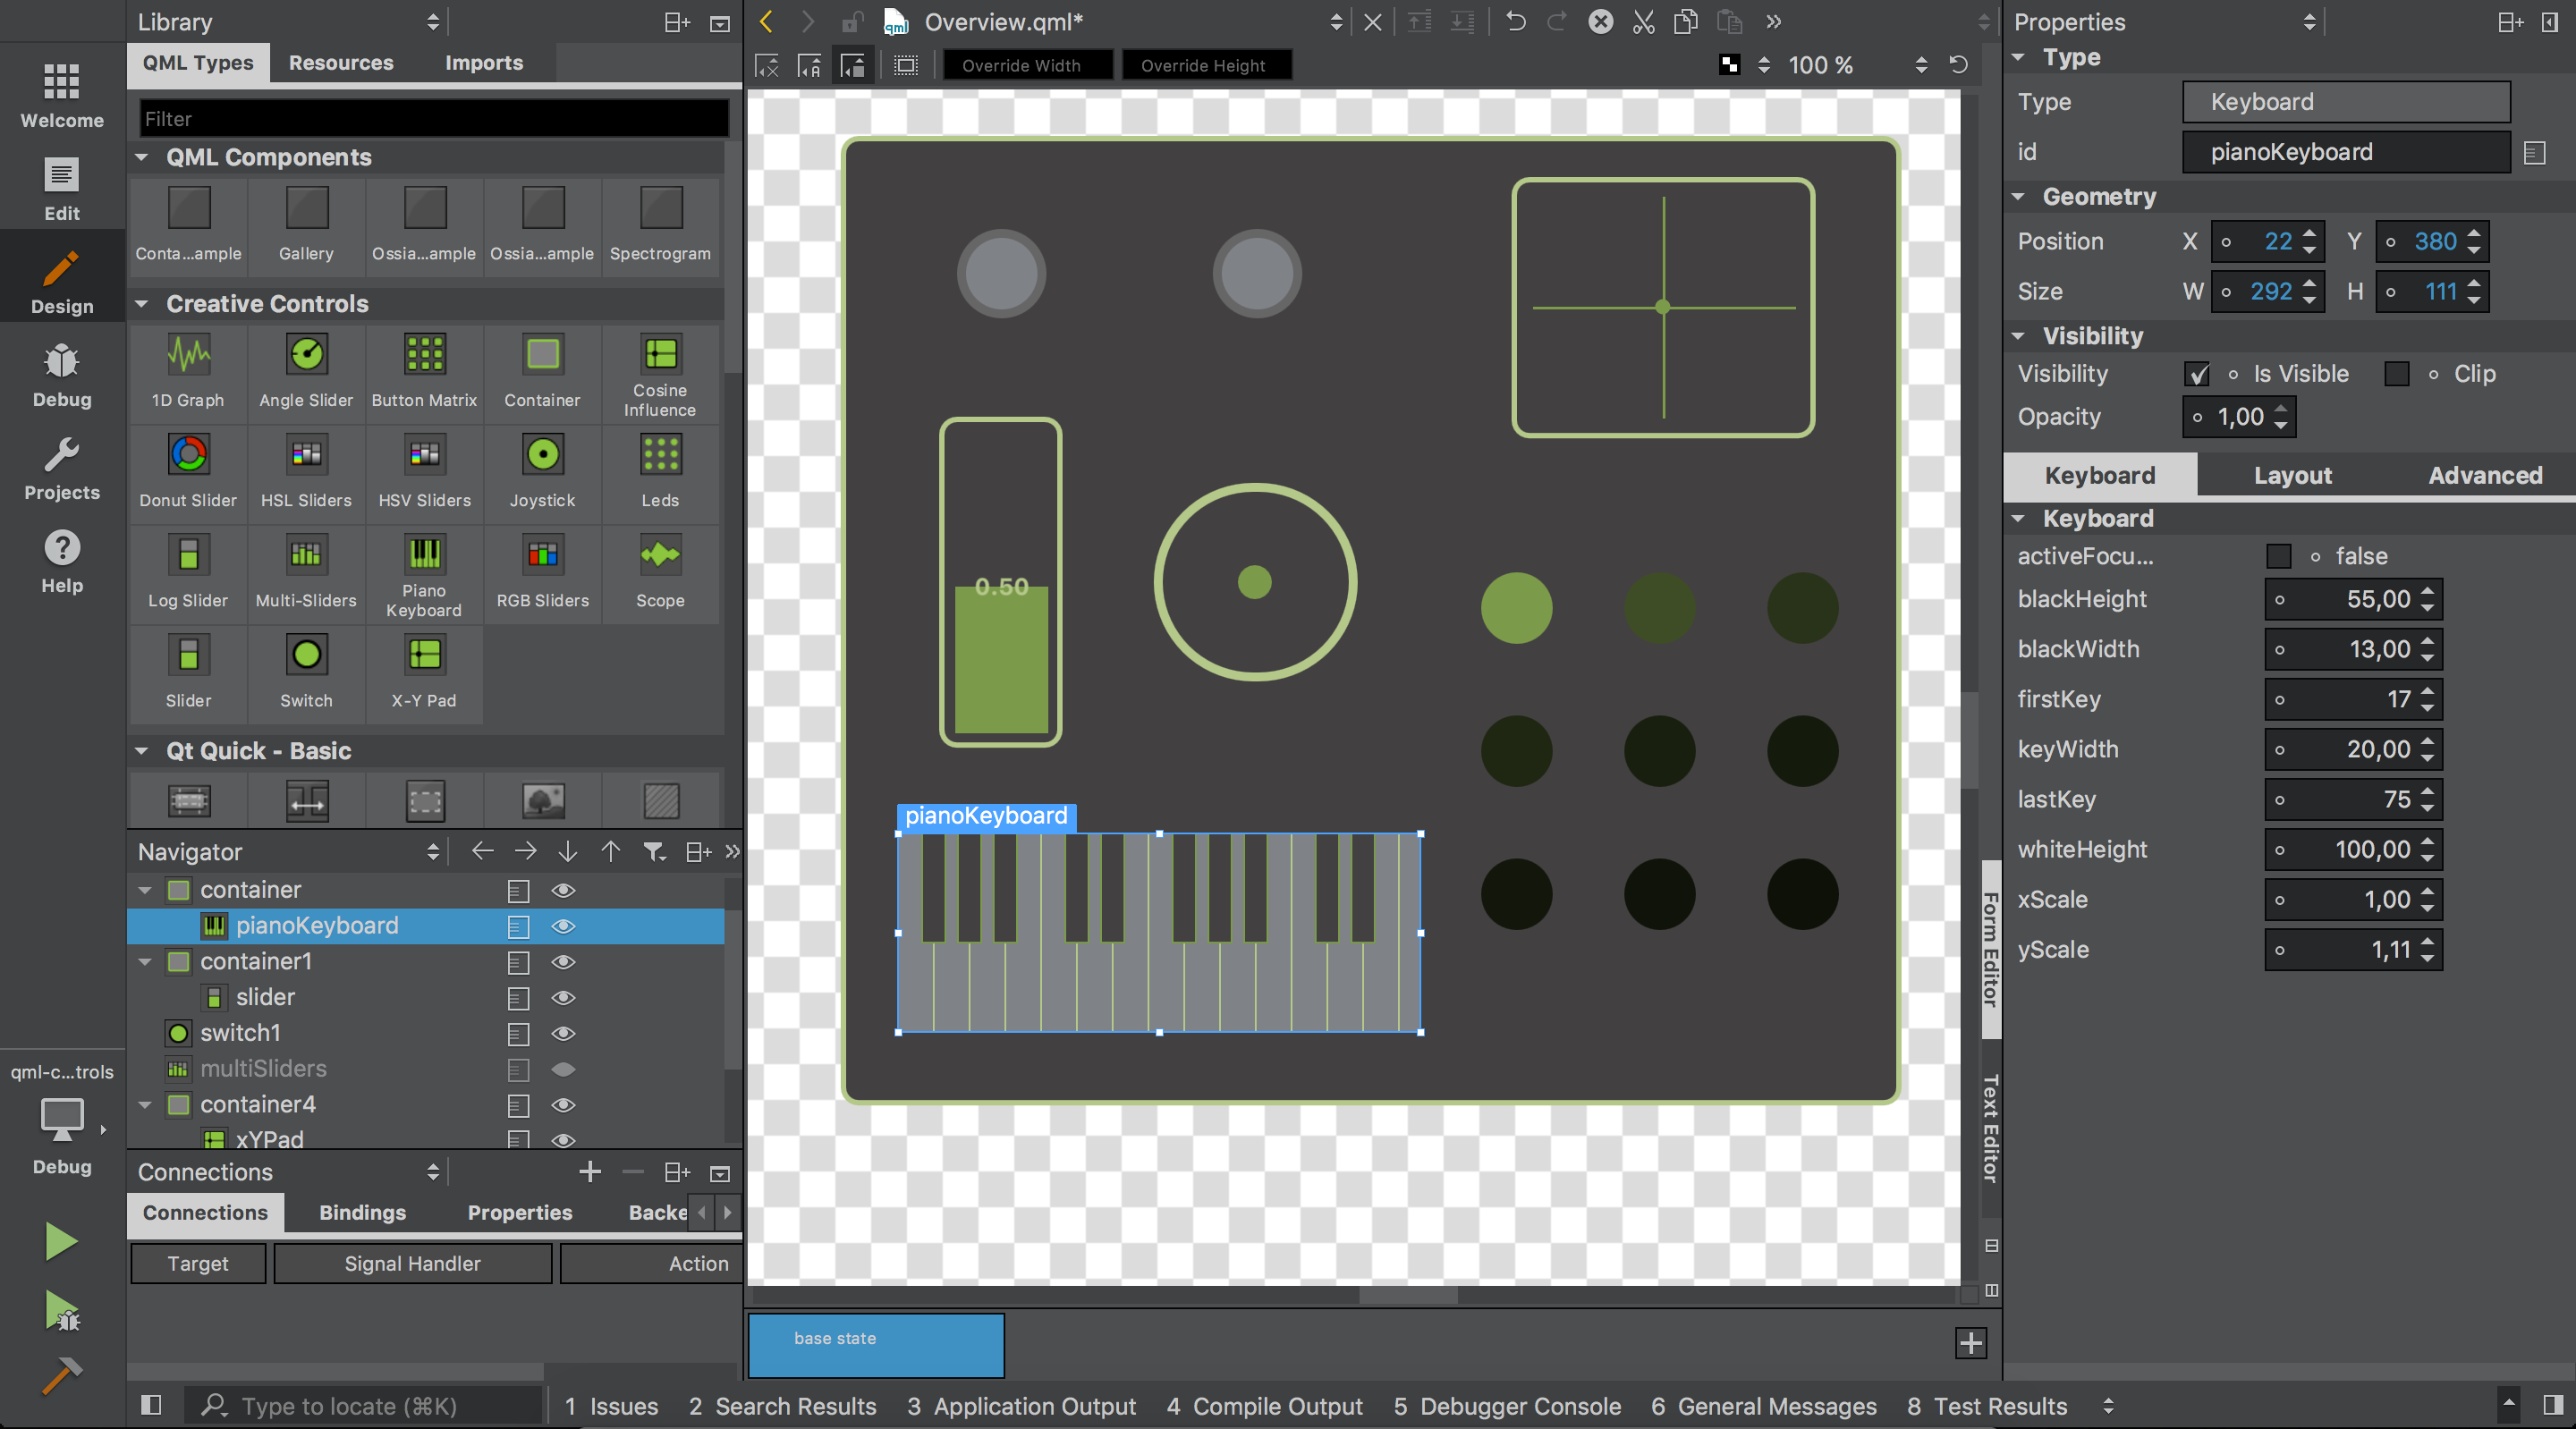 Library
QML Types Resources Imports
Filter
QML Components
Conta...ample Gallery Ossia...ample Ossia...ample Spectrogram
Creative Controls
1D Graph Angle Slider Button Matrix Container Cosine Influence
Donut Slider HSL Sliders HSV Sliders Joystick Leds
Log Slider Multi-Sliders Piano Keyboard RGB Sliders Scope
Slider Switch X-Y Pad
Qt Quick - Basic
Navigator
container
pianoKeyboard
container1
slider
switch1
multiSliders
container4
xYPad
Connections
Connections Bindings Properties Backe
Target Signal Handler Action
Welcome
Edit
Design
Debug
Projects
Help
qml-c...trols
Debug
qml
Overview.qml*
Override Width Override Height
100 %
0.50
pianoKeyboard
Form Editor
Text Editor
base state
Properties
Type
Type Keyboard
id pianoKeyboard
Geometry
Position X 22 Y 380
Size W 292 H 111
Visibility
Visibility Is Visible Clip
Opacity 1,00
Keyboard Layout Advanced
Keyboard
activeFocu... false
blackHeight 55,00
blackWidth 13,00
firstKey 17
keyWidth 20,00
lastKey 75
whiteHeight 100,00
xScale 1,00
yScale 1,11
Type to locate (⌘K) 1 Issues 2 Search Results 3 Application Output 4 Compile Output 5 Debugger Console 6 General Messages 8 Test Results